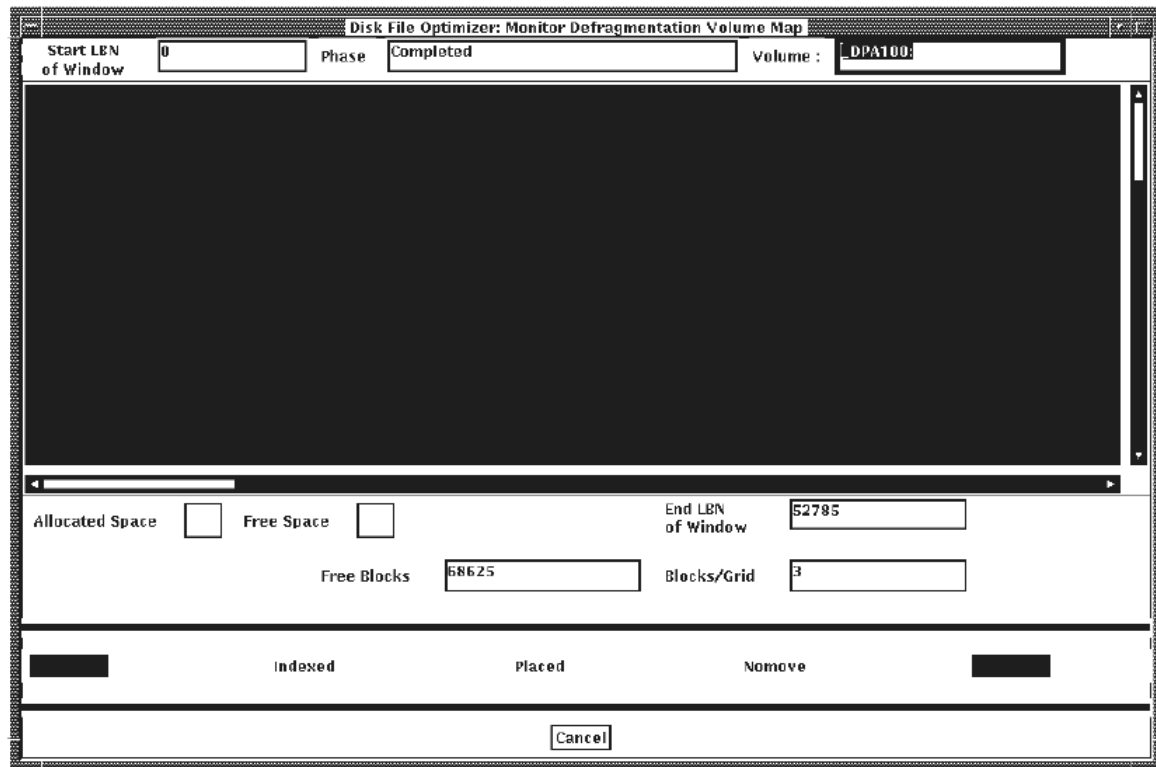 Disk File Optimizer: Monitor Defragmentation Volume Map
Start LBN
of Window
0
Phase
Completed
Volume :
_DPA100:
Allocated Space
Free Space
End LBN
of Window
52785
Free Blocks
68625
Blocks/Grid
3
Indexed
Placed
Nomove
Cancel